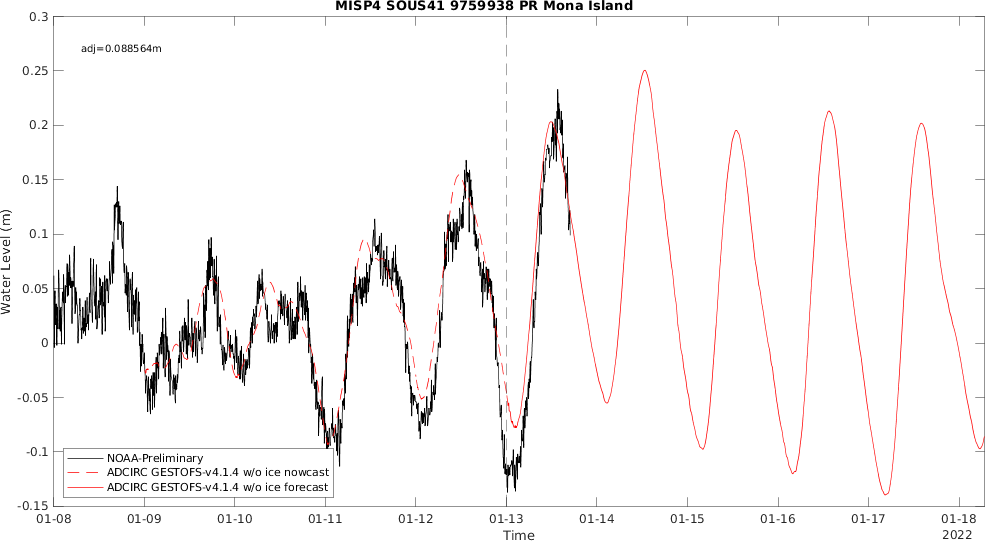 MISP4 SOUS41 9759938 PR Mona Island
adj=0.088564m
0.3
0.25
0.2
0.15
0.1
0.05
0
-0.05
-0.1
-0.15
Water Level (m)
NOAA-Preliminary
ADCIRC GESTOFS-v4.1.4 w/o ice nowcast
ADCIRC GESTOFS-v4.1.4 w/o ice forecast
01-08 01-09 01-10 01-11 01-12 01-13 01-14 01-15 01-16 01-17 01-18
Time
2022